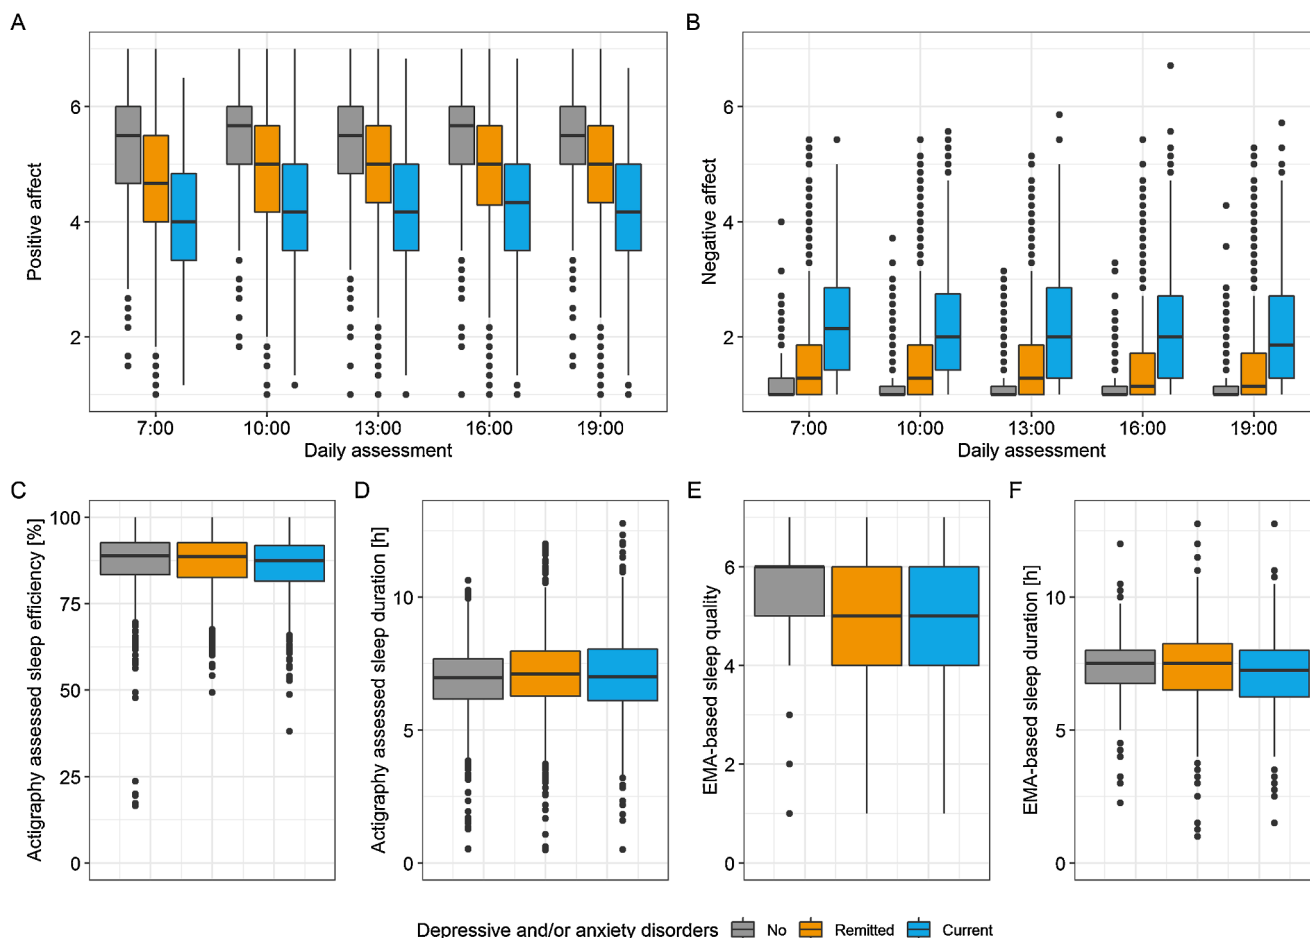 A
Positive affect
6
4
2
7:00 10:00 13:00 16:00 19:00
Daily assessment
B
Negative affect
6
4
2
7:00 10:00 13:00 16:00 19:00
Daily assessment
C
Actigraphy assessed sleep efficiency [%]
100
75
50
25
0
D
Actigraphy assessed sleep duration [h]
10
5
0
E
EMA-based sleep quality
6
4
2
0
F
EMA-based sleep duration [h]
10
5
0
Depressive and/or anxiety disorders No Remitted Current